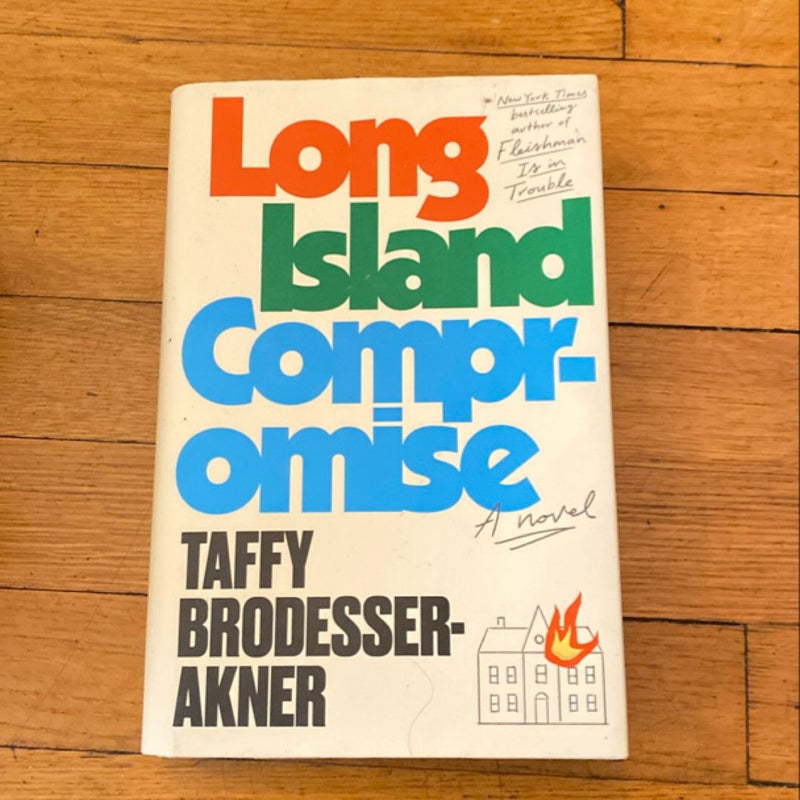 Long
Island
Compr-
omise
New York Times
bestselling
author of
Fleishman
Is in
Trouble
A novel
TAFFY
BRODESSER-
AKNER